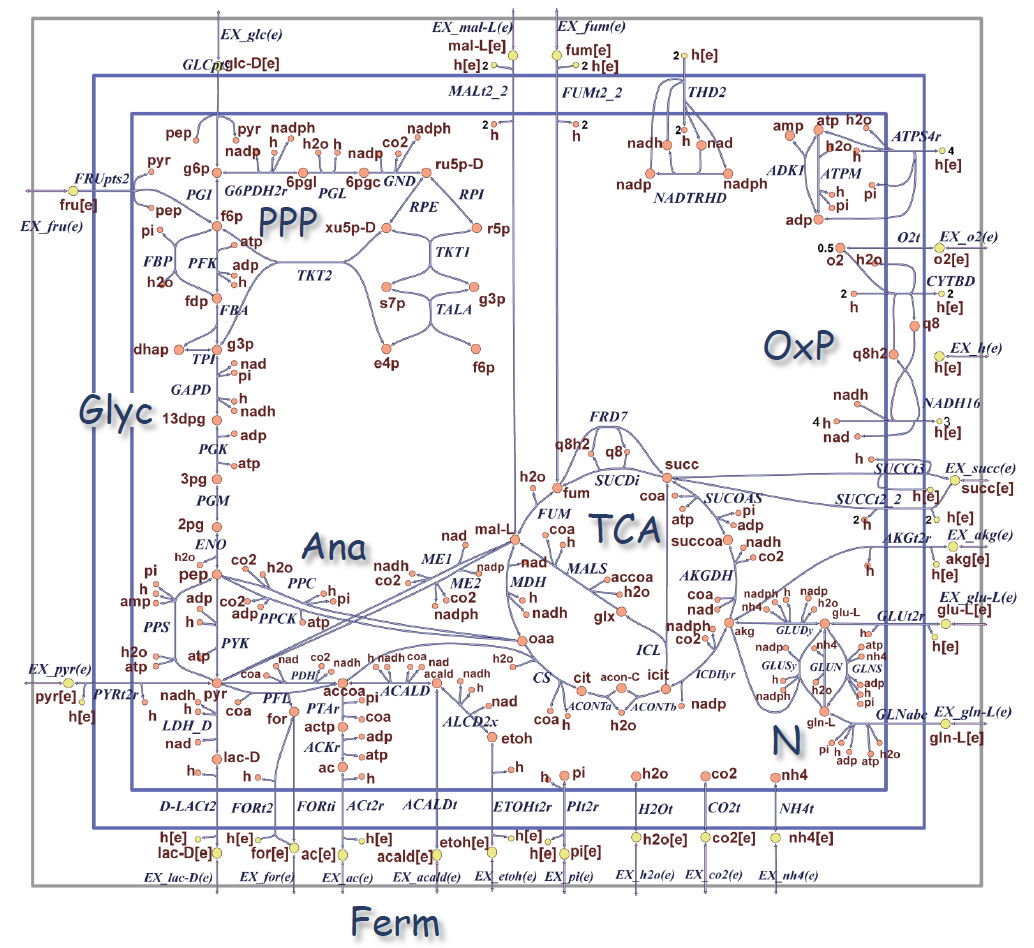 EX_glc(e) EX_mal-L(e) EX_fum(e)
mal-L[e] fum[e] 2 h[e]
GLCpts glc-D[e] h[e] 2 2 h[e]
MALt2_2 FUMt2_2 THD2
2 h h 2 h
pep pyr nadp nadph h h2o h nadp co2 nadph
nadh nad amp atp h2o ATPS4r
4 h[e]
pyr g6p G6PDH2r 6pgl PGL 6pgc GND ru5p-D
nadp NADTRHD nadph ADK1 h2o h ATPM h pi pi adp
FRUpts2 fru[e] pep PGI
EX_fru(e)
PPP RPE RPI
pi f6p xu5p-D r5p
FBP PFK atp adp h h2o TKT2 TKT1
0.5 o2 O2t EX_o2(e) o2[e]
h2o CYTBD
2 h 2 h[e]
fdp FBA s7p g3p TALA
q8
OxP
dhap TPI g3p e4p f6p
q8h2 EX_h(e) h[e]
nad pi GAPD h nadh
Glyc
13dpg
nadh NADH16
4 h 3 h[e] nad
FRD7
PGK adp atp
q8h2 q8
h
3pg SUCDi succ SUCCt3 EX_succ(e)
h2o fum coa SUCOAS SUCCt2_2 h[e] succ[e]
PGM FUM TCA atp pi adp 2 h 2 h[e]
2pg Ana mal-L coa h succoa nadh co2 AKGt2r EX_akg(e)
ENO nad ME1 nad h akg[e] h[e]
h2o pep co2 h2o nadh co2 ME2 nadp MDH MALS AKGDH
pi h amp adp PPC h pi co2 nadph h nadh accoa pi glx coa nad nadph h nadp h2o EX_glu-L(e)
h co2 adp PPCK atp nh4 glu-L GLUt2r glu-L[e]
PPS PYK oaa nadph co2 akg GLUDy h h[e]
h2o atp atp ICL nadp nh4 atp nh4
EX_pyr(e) nad co2 nadh h nadh coa nad h2o GLUSy GLUN GLNS
coa PDH acald nad CS cit acon-C icit ICDHyr h2o adp h pi
pyr[e] PYRt2r pyr accoa ACALD nadph
h[e] h nadh h coa PFL pi h nadh ACONTa ACONTb nadp
LDH_D for PTAr coa ALCD2x coa h h2o gln-L GLNabc EX_gln-L(e)
nad actp adp etoh N pi h adp atp h2o gln-L[e]
lac-D ACKr atp
h h ac h h h pi h2o co2 nh4
D-LACt2 FORt2 FORti ACt2r ACALDt ETOHt2r PIt2r H2Ot CO2t NH4t
h[e] h[e] h[e] etoh[e] h[e] h2o[e] co2[e] nh4[e]
lac-D[e] for[e] ac[e] acald[e] h[e] pi[e]
EX_lac-D(e) EX_for(e) EX_ac(e) EX_acald(e) EX_etoh(e) EX_pi(e) EX_h2o(e) EX_co2(e) EX_nh4(e)
Ferm